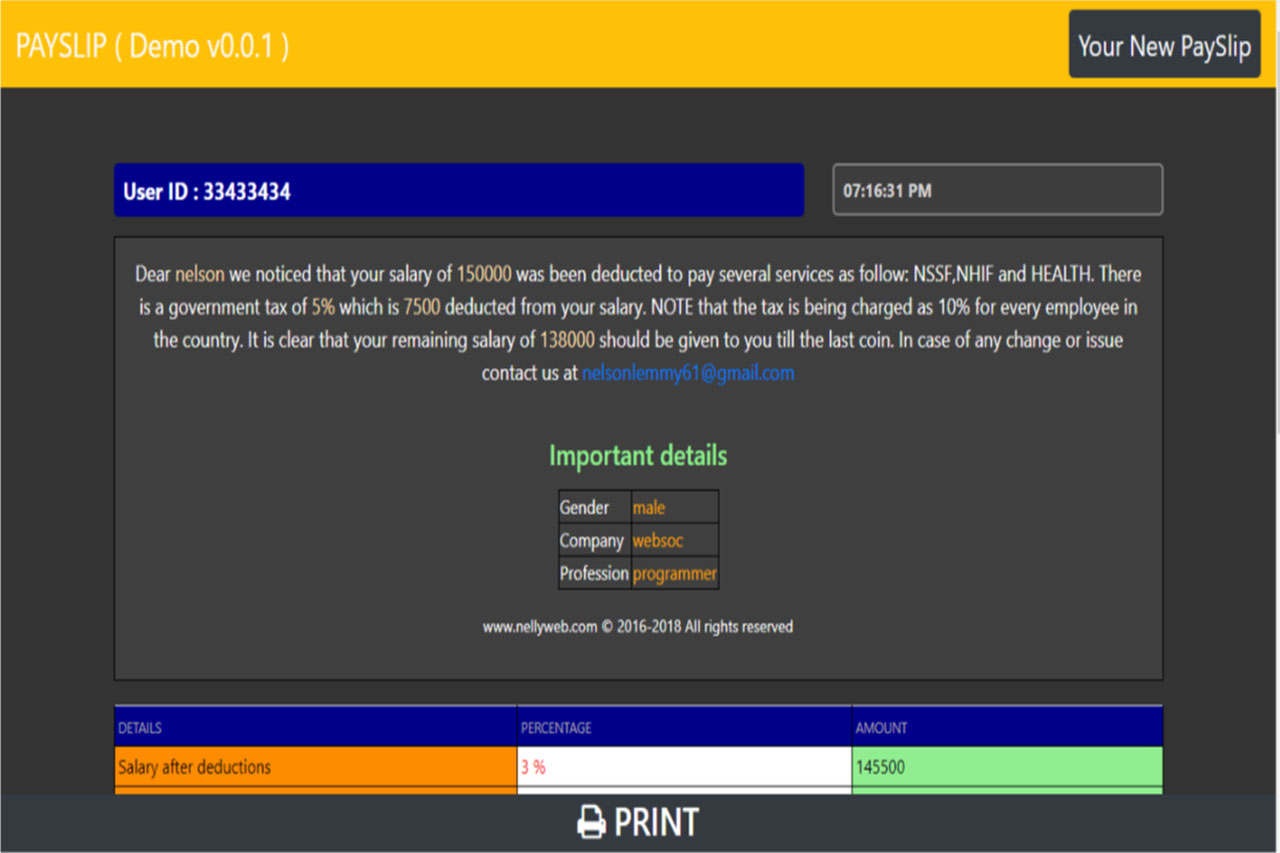 PAYSLIP ( Demo v0.0.1 )
Your New PaySlip
User ID : 33433434
07:16:31 PM
Dear nelson we noticed that your salary of 150000 was been deducted to pay several services as follow: NSSF,NHIF and HEALTH. There
is a government tax of 5% which is 7500 deducted from your salary. NOTE that the tax is being charged as 10% for every employee in
the country. It is clear that your remaining salary of 138000 should be given to you till the last coin. In case of any change or issue
contact us at nelsonlemmy61@gmail.com
Important details
Gender male
Company websoc
Profession programmer
www.nellyweb.com © 2016-2018 All rights reserved
DETAILS PERCENTAGE AMOUNT
Salary after deductions 3 % 145500
PRINT